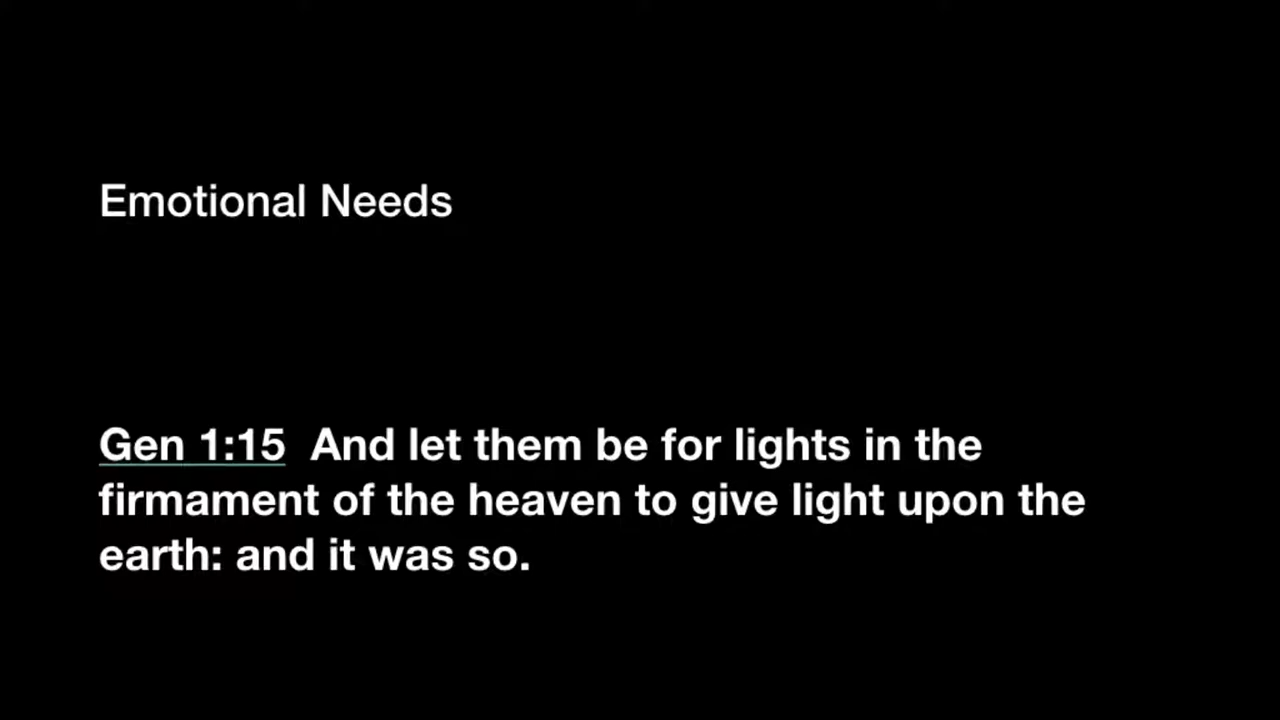 Emotional Needs
Gen 1:15  And let them be for lights in the
firmament of the heaven to give light upon the
earth: and it was so.